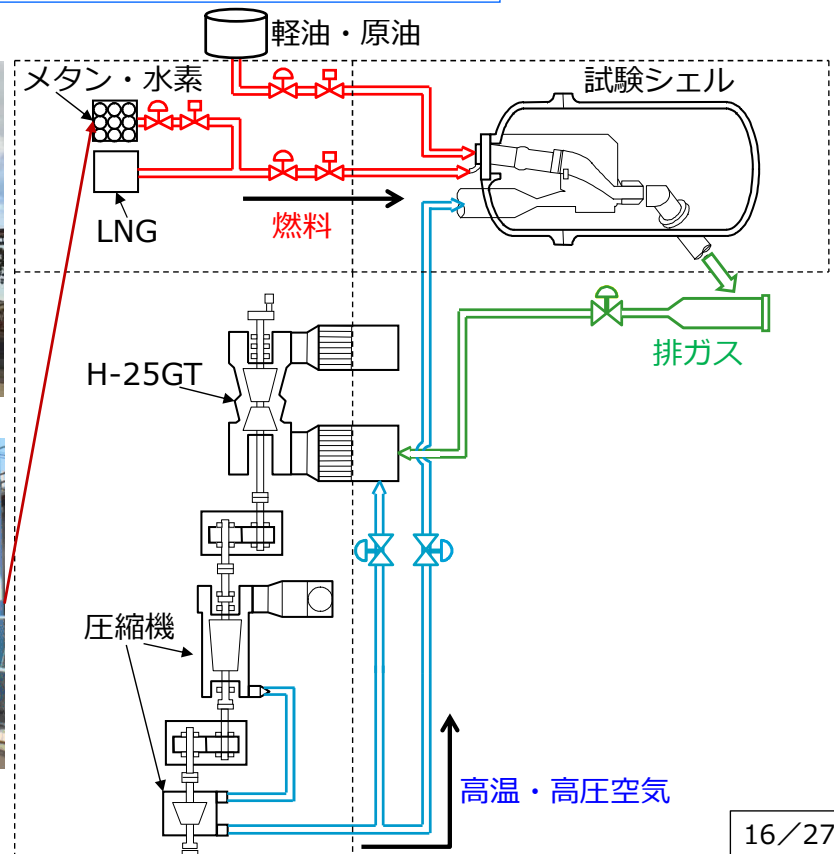 軽油・原油
メタン・水素
試験シェル
LNG
燃料
H-25GT
排ガス
圧縮機
高温・高圧空気
16／27